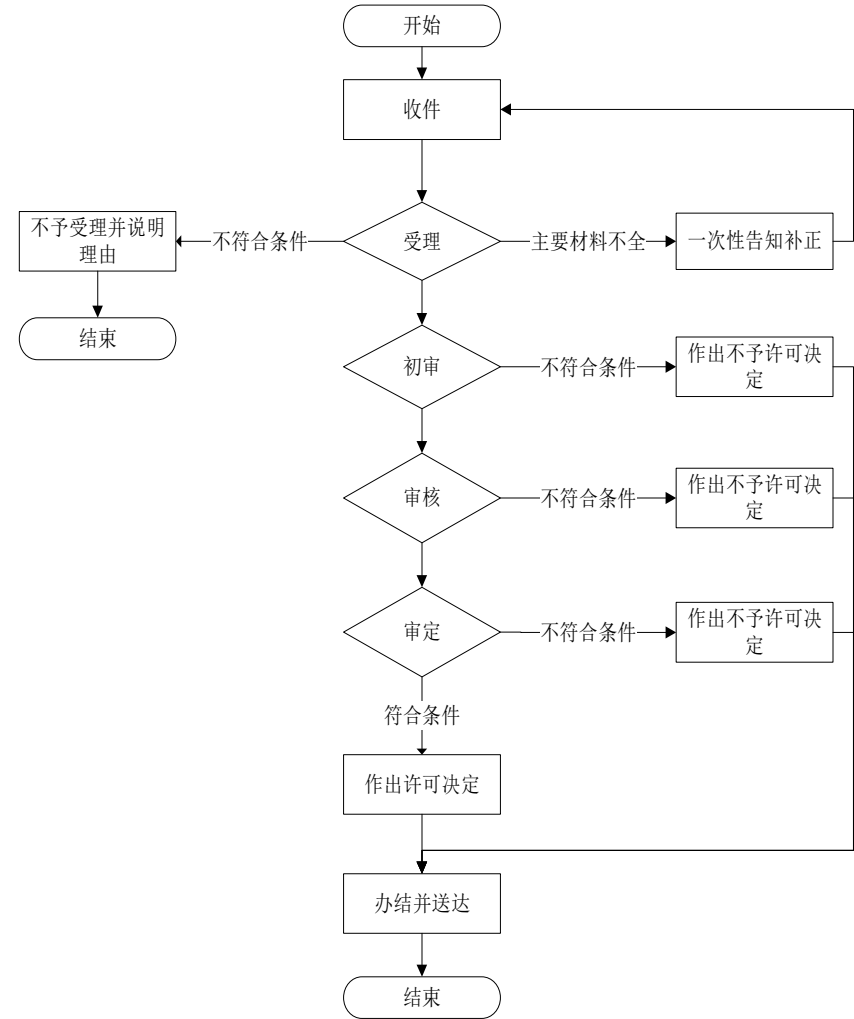 开始
收件
不予受理并说明
理由
不符合条件
受理
主要材料不全
一次性告知补正
结束
初审
不符合条件
作出不予许可决
定
审核
不符合条件
作出不予许可决
定
审定
不符合条件
作出不予许可决
定
符合条件
作出许可决定
办结并送达
结束